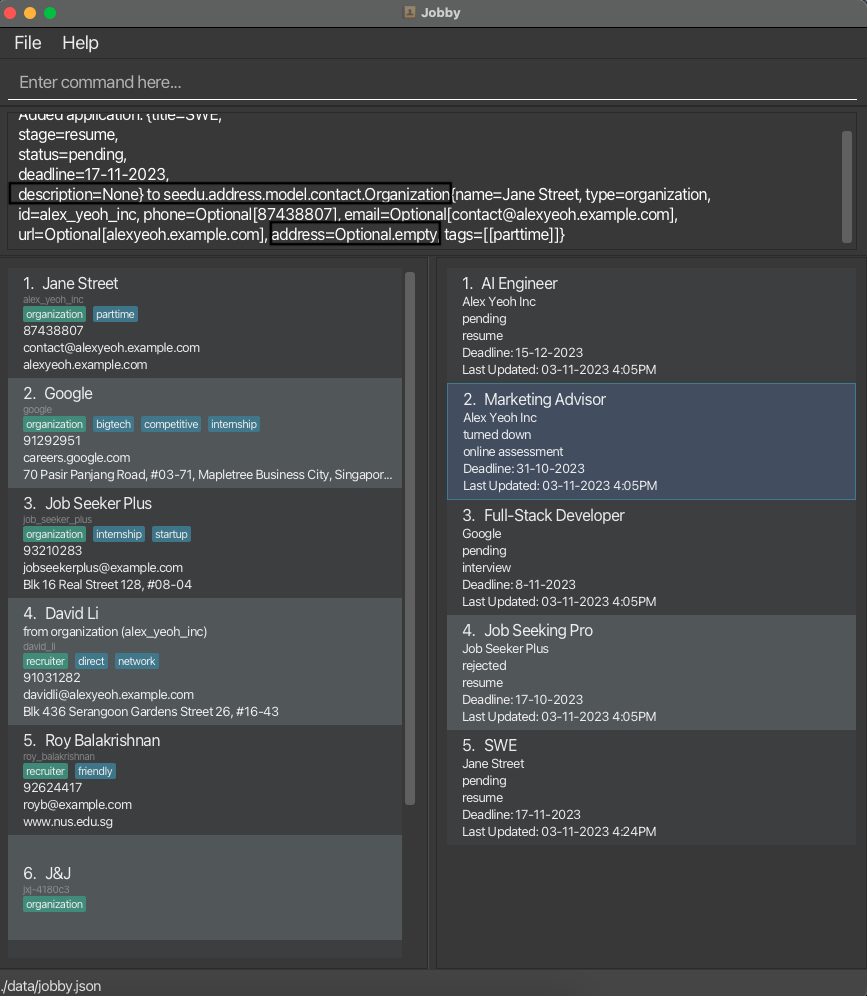 Jobby
File Help
Enter command here...
Added application: {title=SWE,
stage=resume,
status=pending,
deadline=17-11-2023,
description=None} to seedu.address.model.contact.Organization{name=Jane Street, type=organization,
id=alex_yeoh_inc, phone=Optional[87438807], email=Optional[contact@alexyeoh.example.com],
url=Optional[alexyeoh.example.com], address=Optional.empty, tags=[[parttime]]}
1. Jane Street
alex_yeoh_inc
organization parttime
87438807
contact@alexyeoh.example.com
alexyeoh.example.com
2. Google
google
organization bigtech competitive internship
91292951
careers.google.com
70 Pasir Panjang Road, #03-71, Mapletree Business City, Singapor...
3. Job Seeker Plus
job_seeker_plus
organization internship startup
93210283
jobseekerplus@example.com
Blk 16 Real Street 128, #08-04
4. David Li
from organization (alex_yeoh_inc)
david_li
recruiter direct network
91031282
davidli@alexyeoh.example.com
Blk 436 Serangoon Gardens Street 26, #16-43
5. Roy Balakrishnan
roy_balakrishnan
recruiter friendly
92624417
royb@example.com
www.nus.edu.sg
6. J&J
jxj-4180c3
organization
1. AI Engineer
Alex Yeoh Inc
pending
resume
Deadline: 15-12-2023
Last Updated: 03-11-2023 4:05PM
2. Marketing Advisor
Alex Yeoh Inc
turned down
online assessment
Deadline: 31-10-2023
Last Updated: 03-11-2023 4:05PM
3. Full-Stack Developer
Google
pending
interview
Deadline: 8-11-2023
Last Updated: 03-11-2023 4:05PM
4. Job Seeking Pro
Job Seeker Plus
rejected
resume
Deadline: 17-10-2023
Last Updated: 03-11-2023 4:05PM
5. SWE
Jane Street
pending
resume
Deadline: 17-11-2023
Last Updated: 03-11-2023 4:24PM
./data/jobby.json